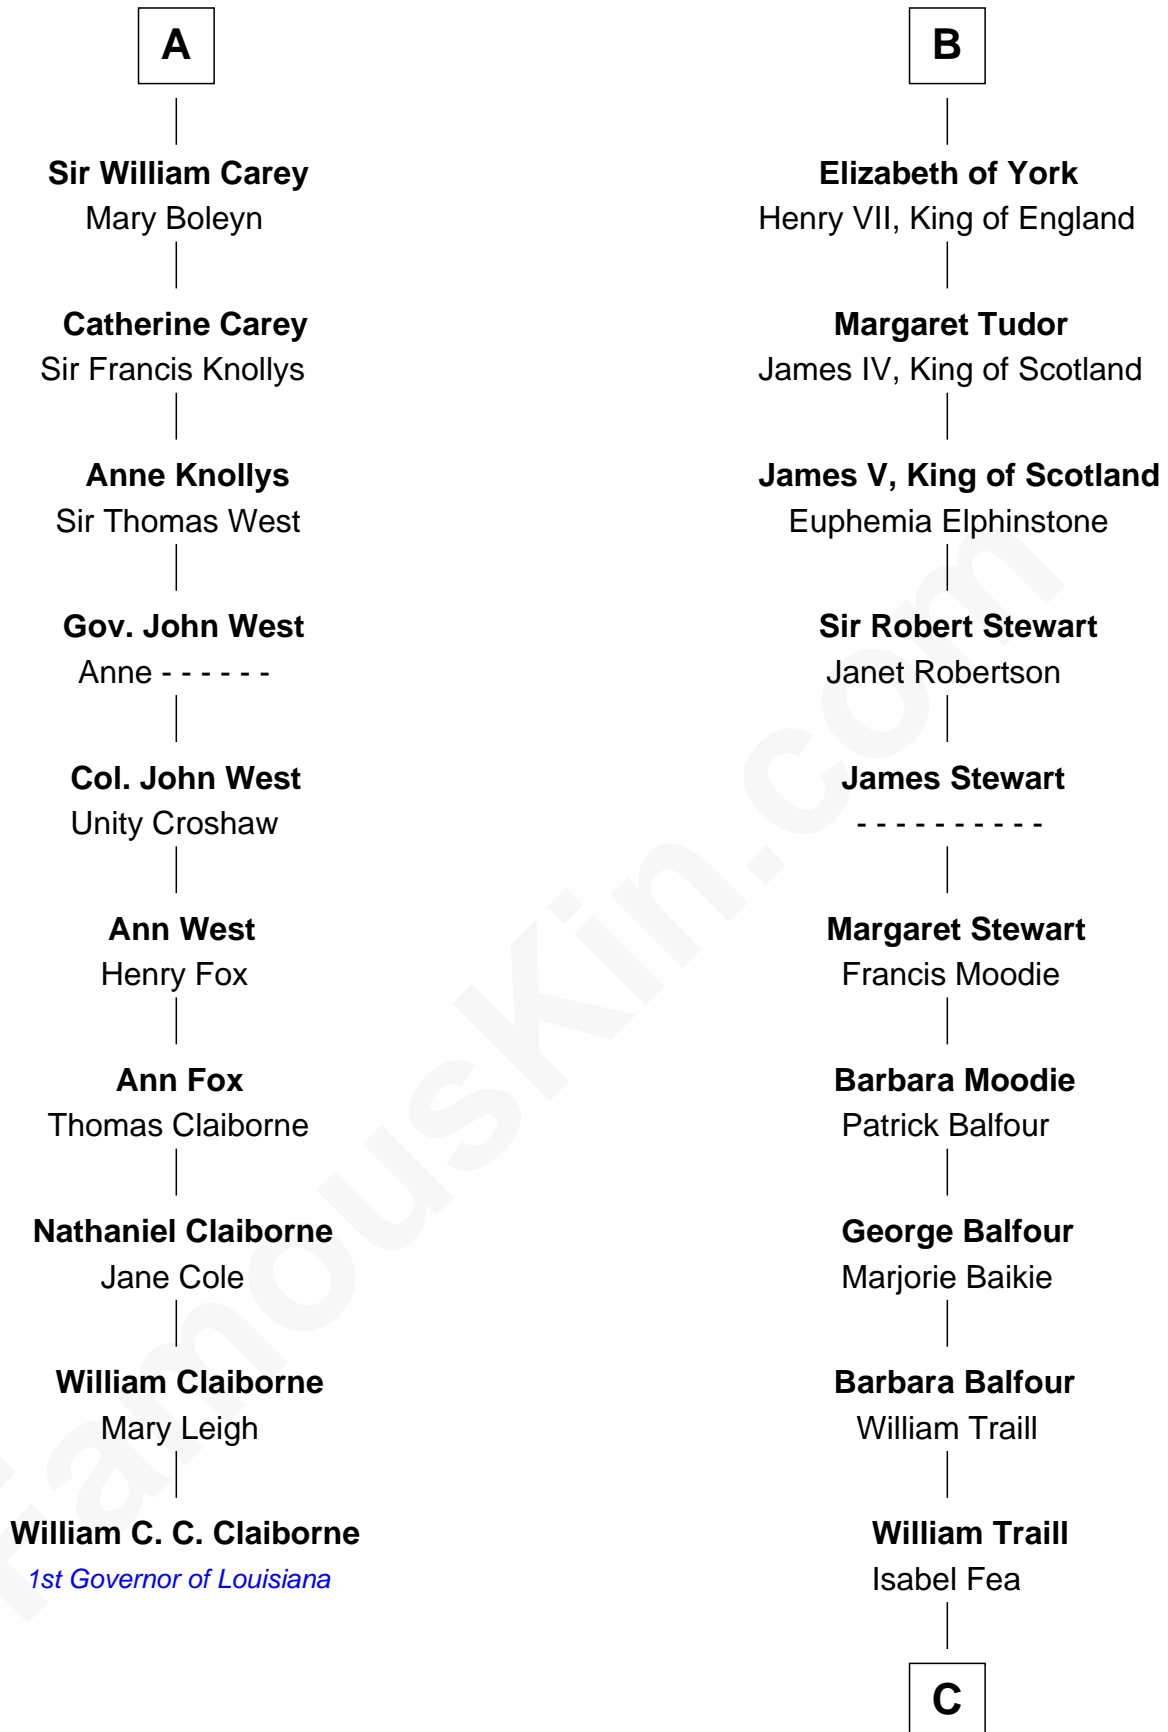 A
Sir William Carey
Mary Boleyn
Catherine Carey
Sir Francis Knollys
Anne Knollys
Sir Thomas West
Gov. John West
Anne - - - - - -
Col. John West
Unity Croshaw
Ann West
Henry Fox
Ann Fox
Thomas Claiborne
Nathaniel Claiborne
Jane Cole
William Claiborne
Mary Leigh
William C. C. Claiborne
1st Governor of Louisiana
B
Elizabeth of York
Henry VII, King of England
Margaret Tudor
James IV, King of Scotland
James V, King of Scotland
Euphemia Elphinstone
Sir Robert Stewart
Janet Robertson
James Stewart
- - - - - - - - - -
Margaret Stewart
Francis Moodie
Barbara Moodie
Patrick Balfour
George Balfour
Marjorie Baikie
Barbara Balfour
William Traill
William Traill
Isabel Fea
C
FamousKin.com